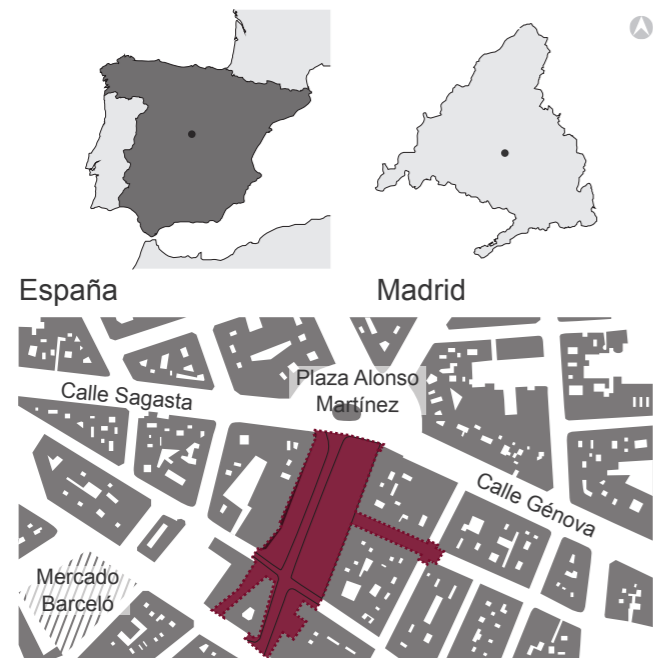 España
Madrid
Plaza Alonso
Martínez
Calle Sagasta
Calle Génova
Mercado
Barceló